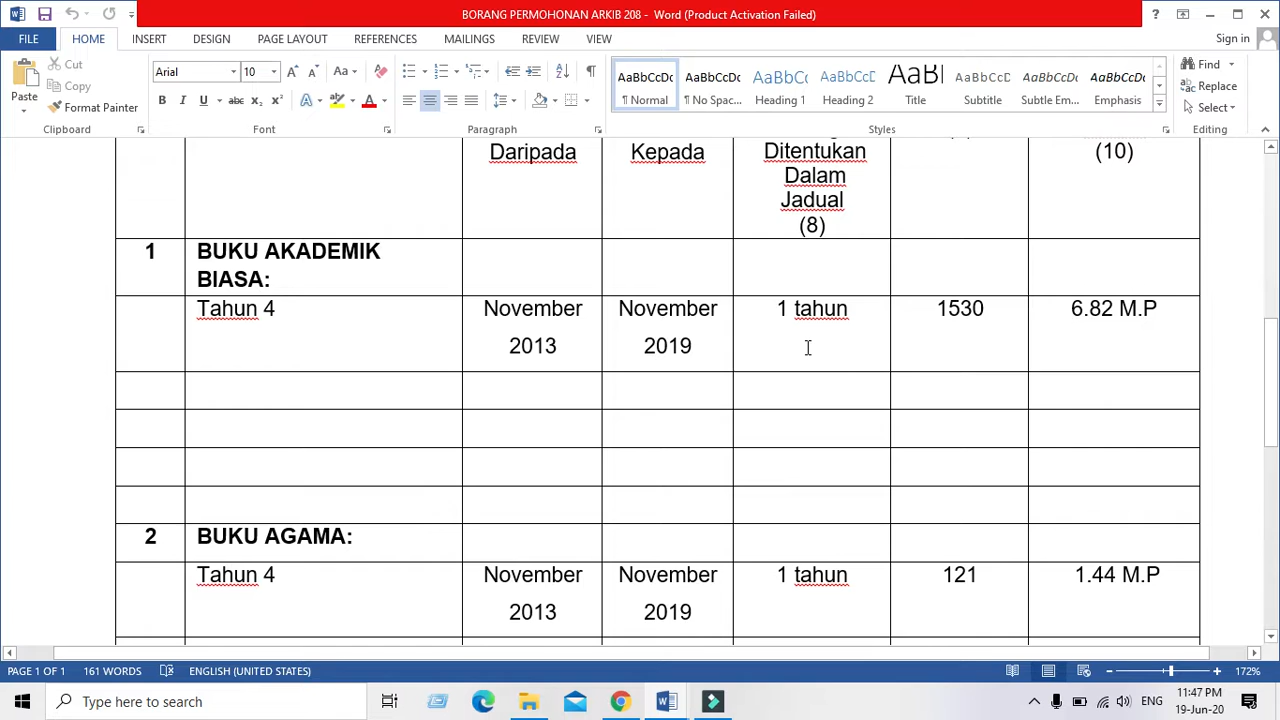 BORANG PERMOHONAN ARKIB 208 - Word (Product Activation Failed)
FILE HOME INSERT DESIGN PAGE LAYOUT REFERENCES MAILINGS REVIEW VIEW Sign in
Paste
Cut
Copy
Format Painter
Arial 10
Aa
Find
Replace
Select
AaBbCcDc ¶ Normal
AaBbCcDc ¶ No Spac...
AaBbCc Heading 1
AaBbCcD Heading 2
AaBl Title
AaBbCcDc Subtitle
AaBbCcDc Subtle Em...
AaBbCcDc Emphasis
Clipboard Font Paragraph Styles Editing
Daripada Kepada Ditentukan (10)
Dalam
Jadual
(8)
1 BUKU AKADEMIK
BIASA:
Tahun 4 November 2013 November 2019 1 tahun 1530 6.82 M.P
2 BUKU AGAMA:
Tahun 4 November 2013 November 2019 1 tahun 121 1.44 M.P
PAGE 1 OF 1 161 WORDS ENGLISH (UNITED STATES) 172%
Type here to search
ENG
11:47 PM
19-Jun-20